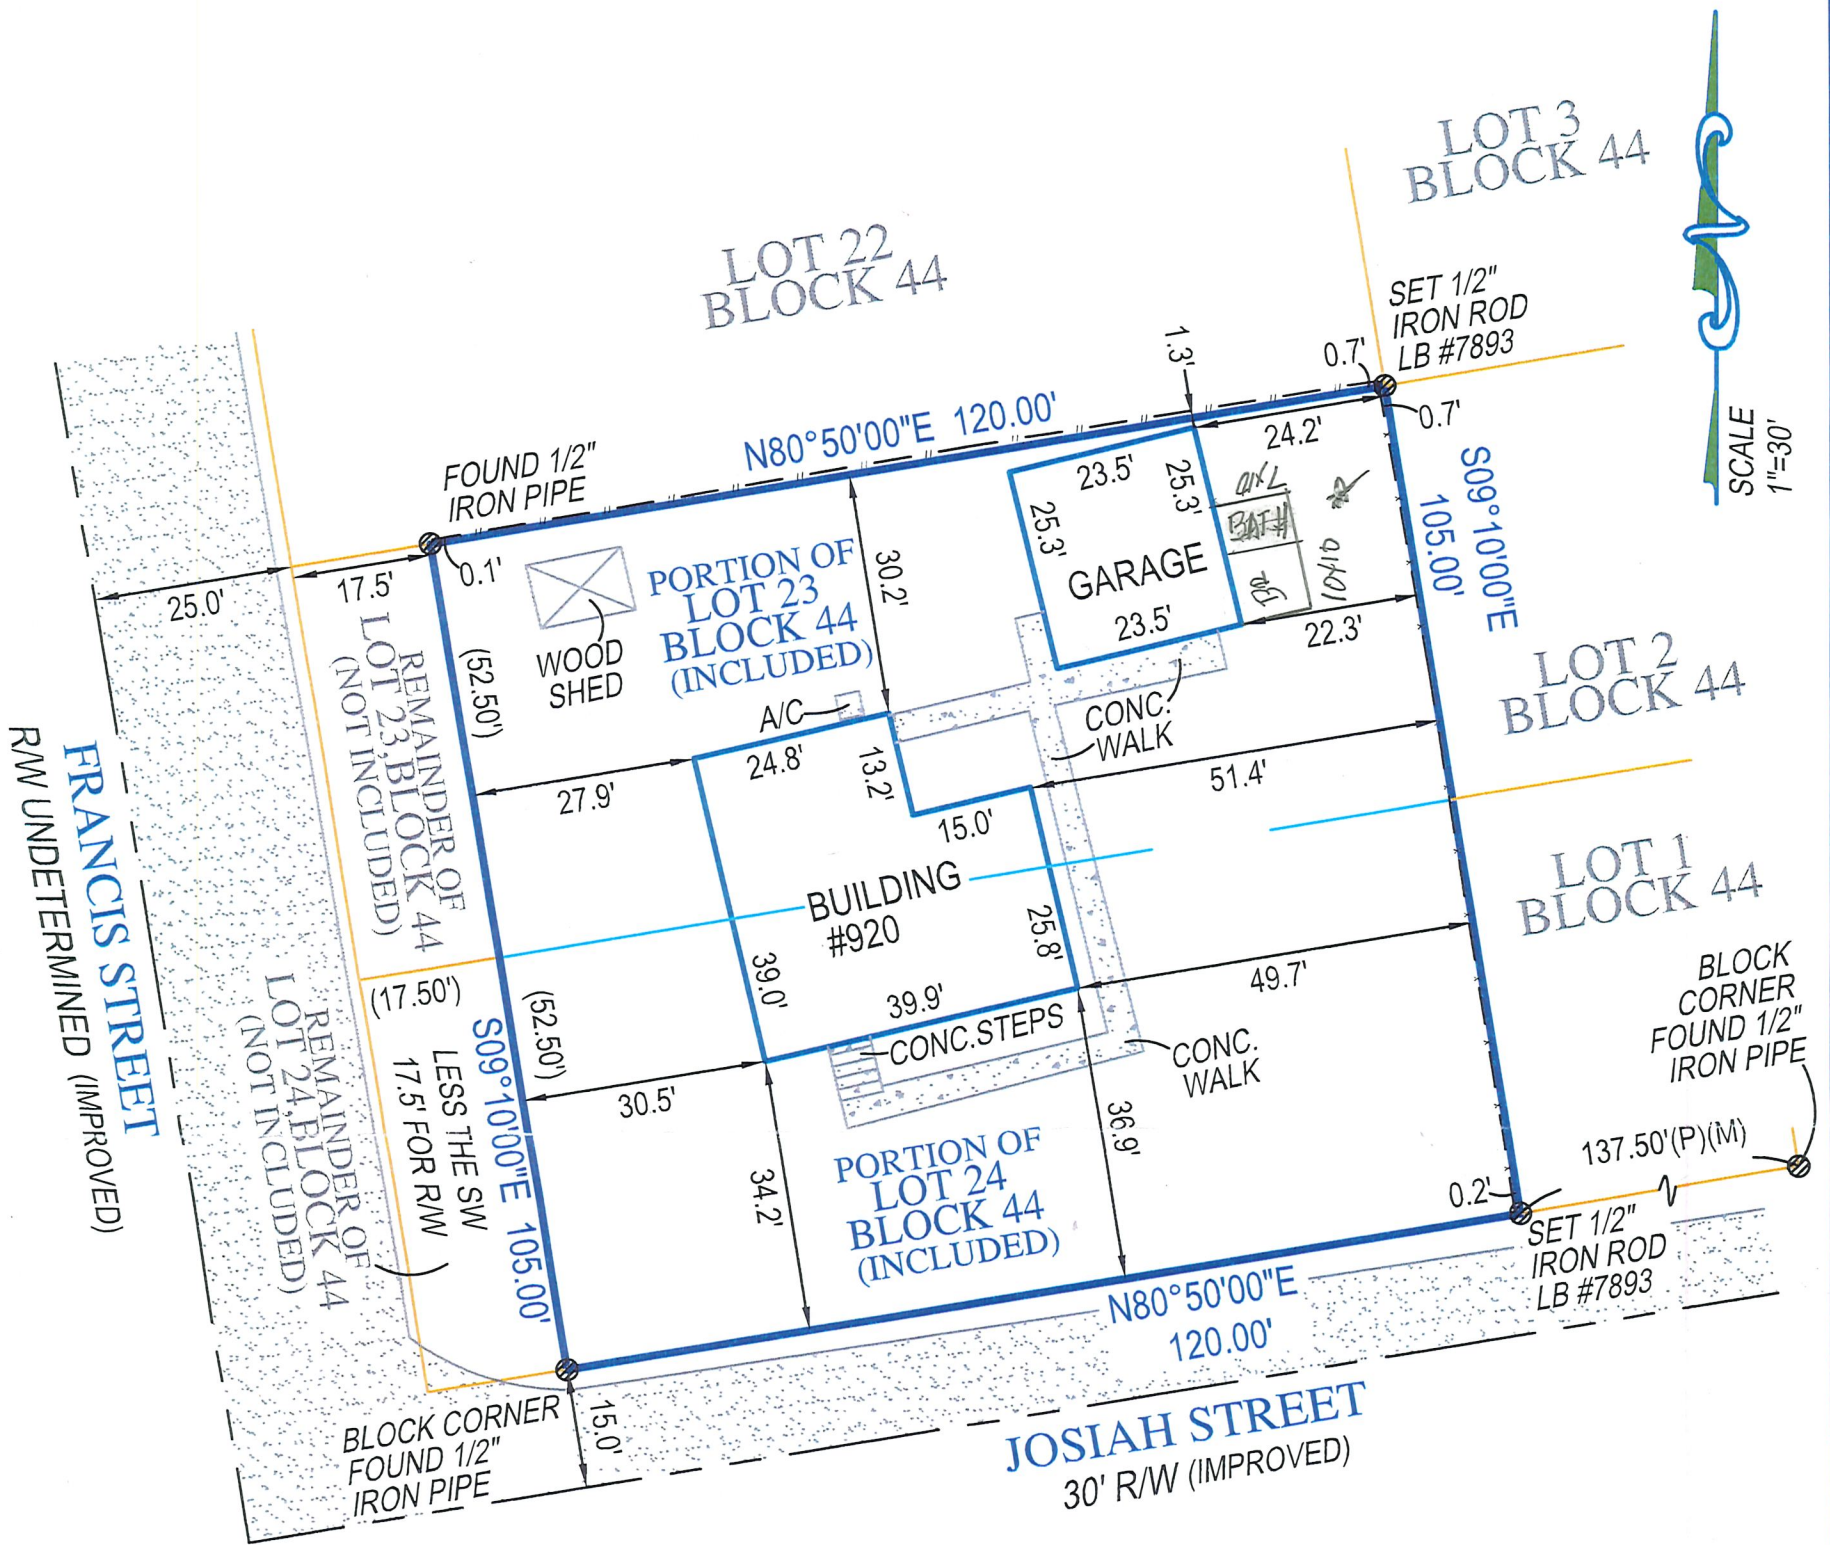 LOT 3
BLOCK 44
LOT 22
BLOCK 44
SET 1/2"
IRON ROD
LB #7893
SCALE
1"=30'
1.3'
0.7'
0.7'
N80°50'00"E 120.00'
24.2'
FOUND 1/2"
IRON PIPE
0.1'
17.5'
25.0'
23.5'
25.3'
25.3'
GARAGE
23.5'
BATH
10x10
22.3'
S09°10'00"E
105.00'
30.2'
PORTION OF
LOT 23
BLOCK 44
(INCLUDED)
WOOD
SHED
(52.50')
REMAINDER OF
LOT 23,BLOCK 44
(NOT INCLUDED)
A/C
24.8'
13.2'
15.0'
CONC.
WALK
51.4'
27.9'
LOT 2
BLOCK 44
LOT 1
BLOCK 44
BUILDING
#920
25.8'
39.0'
39.9'
49.7'
CONC.STEPS
CONC.
WALK
FRANCIS STREET
R/W UNDETERMINED (IMPROVED)
(17.50')
(52.50')
S09°10'00"E 105.00'
LESS THE SW
17.5' FOR R/W
REMAINDER OF
LOT 24,BLOCK 44
(NOT INCLUDED)
30.5'
34.2'
36.9'
PORTION OF
LOT 24
BLOCK 44
(INCLUDED)
BLOCK
CORNER
FOUND 1/2"
IRON PIPE
137.50'(P)(M)
0.2'
SET 1/2"
IRON ROD
LB #7893
N80°50'00"E
120.00'
BLOCK CORNER
FOUND 1/2"
IRON PIPE
15.0'
JOSIAH STREET
30' R/W (IMPROVED)